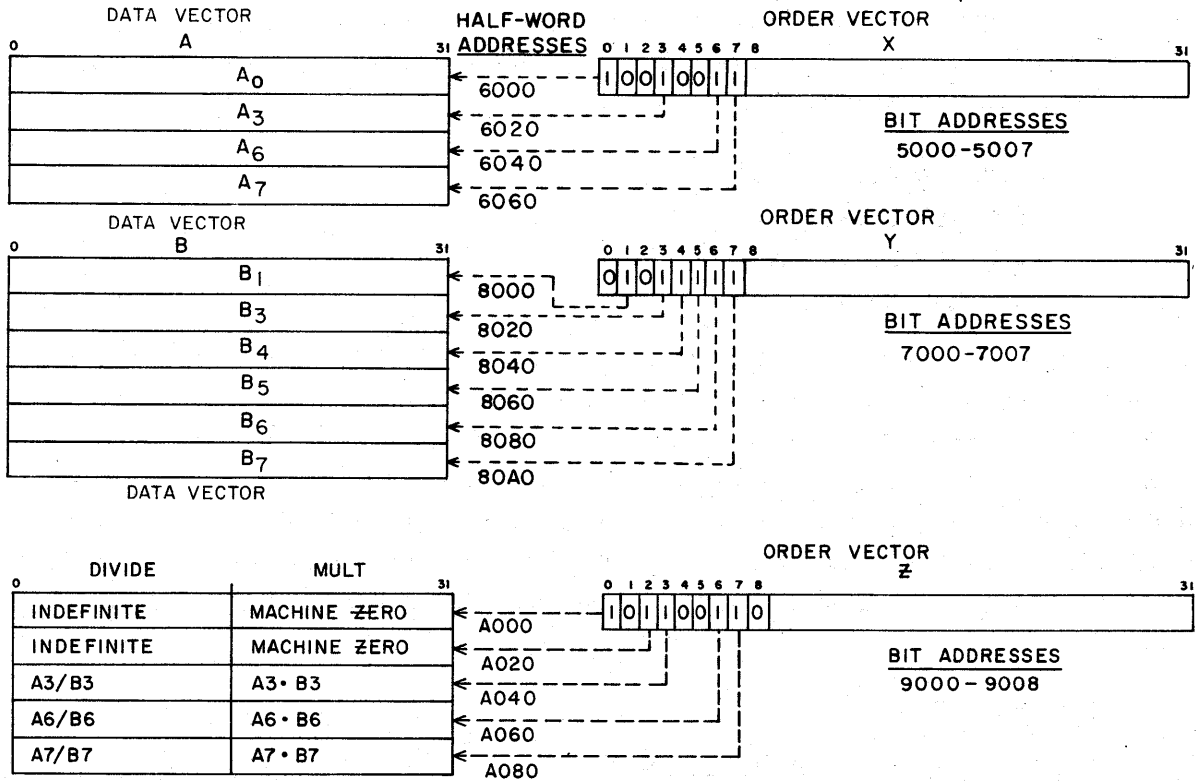 DATA VECTOR
A
0 31
A0
A3
A6
A7
HALF-WORD
ADDRESSES
6000
6020
6040
6060
ORDER VECTOR
X
0 1 2 3 4 5 6 7 8 31
1 0 0 1 0 0 1 1
BIT ADDRESSES
5000-5007
DATA VECTOR
B
0 31
B1
B3
B4
B5
B6
B7
DATA VECTOR
8000
8020
8040
8060
8080
80A0
ORDER VECTOR
Y
0 1 2 3 4 5 6 7 8 31
0 1 0 1 1 1 1 1
BIT ADDRESSES
7000-7007
DIVIDE MULT
0 31
INDEFINITE MACHINE ZERO
INDEFINITE MACHINE ZERO
A3/B3 A3•B3
A6/B6 A6•B6
A7/B7 A7•B7
A000
A020
A040
A060
A080
ORDER VECTOR
Z
0 1 2 3 4 5 6 7 8 31
1 0 1 1 0 0 1 1 0
BIT ADDRESSES
9000-9008